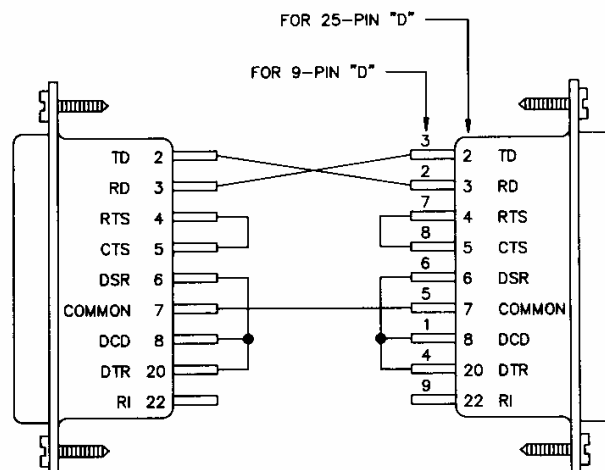 FOR 25-PIN "D"
FOR 9-PIN "D"
TD 2 3 2 TD
RD 3 2 3 RD
RTS 4 7 4 RTS
CTS 5 8 5 CTS
DSR 6 6 6 DSR
COMMON 7 5 7 COMMON
DCD 8 1 8 DCD
DTR 20 4 20 DTR
RI 22 9 22 RI